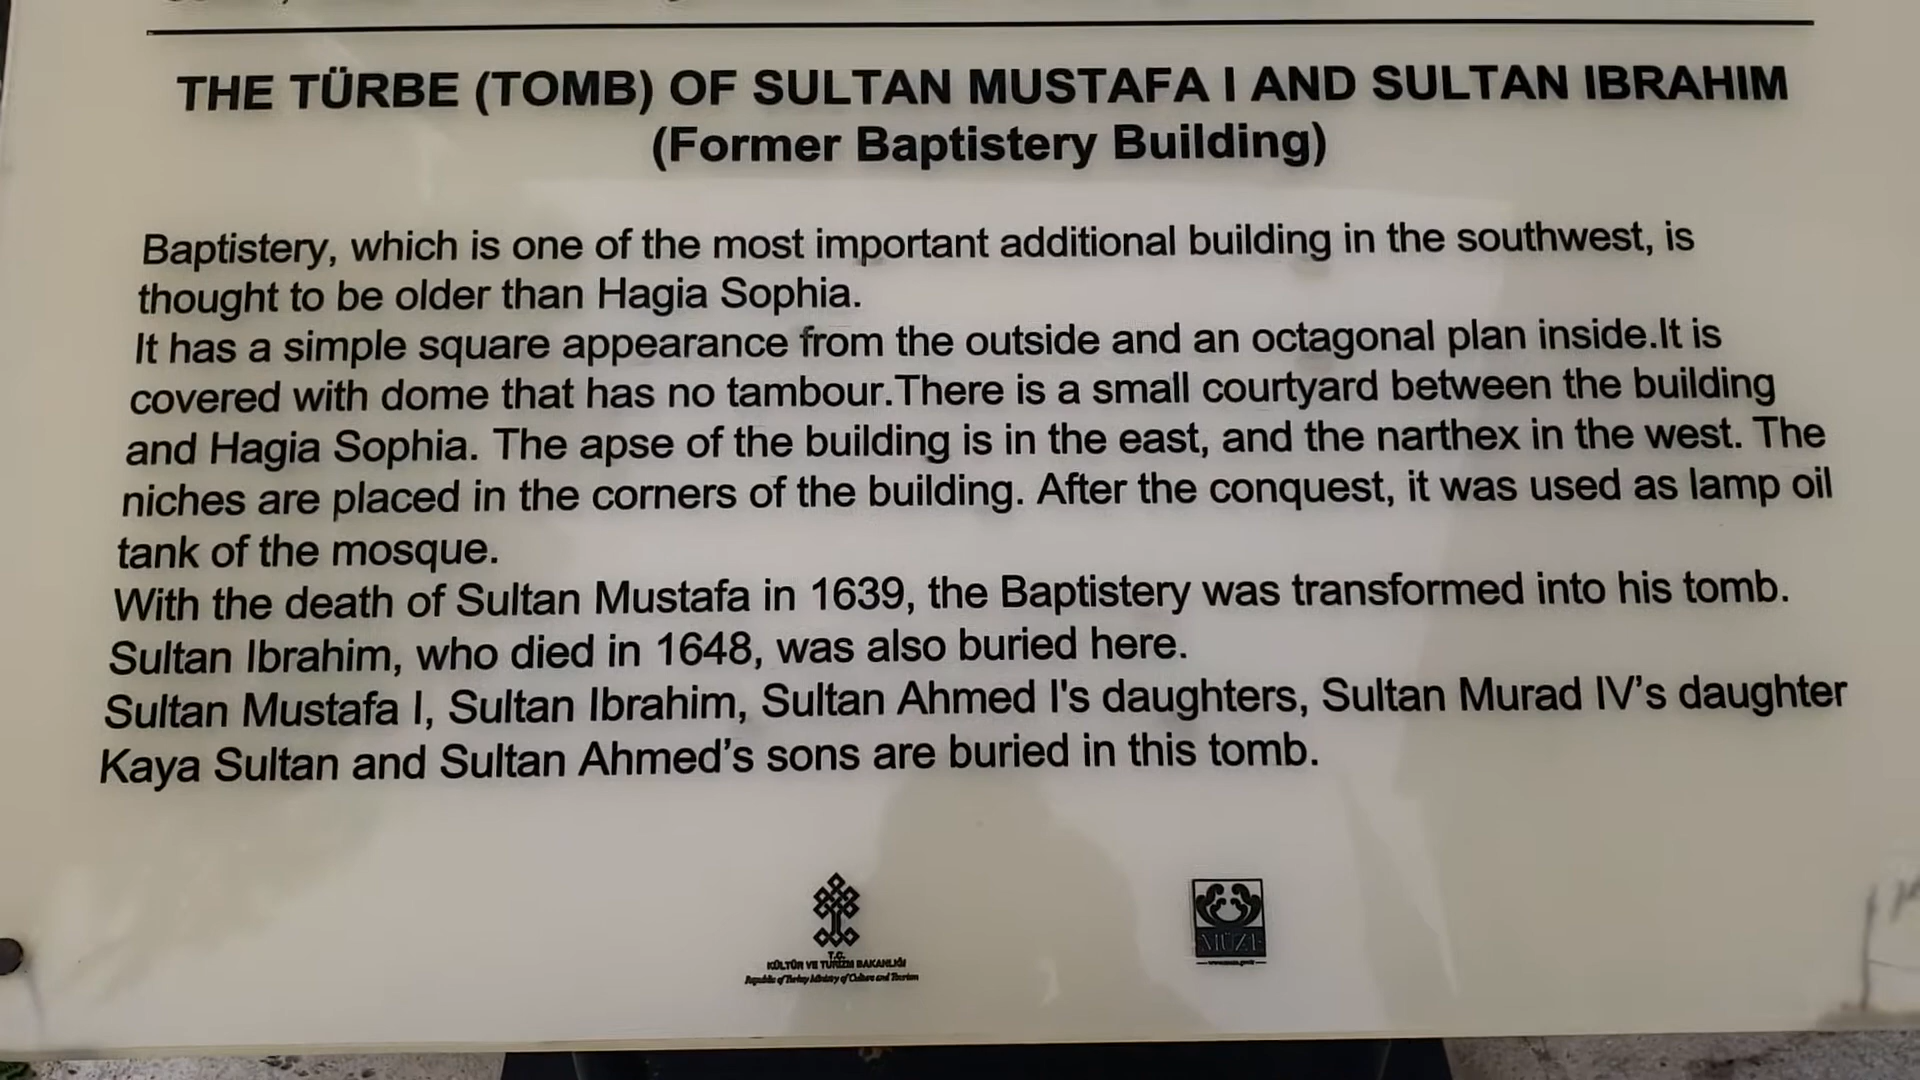 THE TÜRBE (TOMB) OF SULTAN MUSTAFA I AND SULTAN IBRAHIM
(Former Baptistery Building)
Baptistery, which is one of the most important additional building in the southwest, is
thought to be older than Hagia Sophia.
It has a simple square appearance from the outside and an octagonal plan inside.It is
covered with dome that has no tambour.There is a small courtyard between the building
and Hagia Sophia. The apse of the building is in the east, and the narthex in the west. The
niches are placed in the corners of the building. After the conquest, it was used as lamp oil
tank of the mosque.
With the death of Sultan Mustafa in 1639, the Baptistery was transformed into his tomb.
Sultan Ibrahim, who died in 1648, was also buried here.
Sultan Mustafa I, Sultan Ibrahim, Sultan Ahmed I's daughters, Sultan Murad IV’s daughter
Kaya Sultan and Sultan Ahmed’s sons are buried in this tomb.
T.C.
KÜLTÜR VE TURİZM BAKANLIĞI
Republic of Turkey Ministry of Culture and Tourism
MÜZE